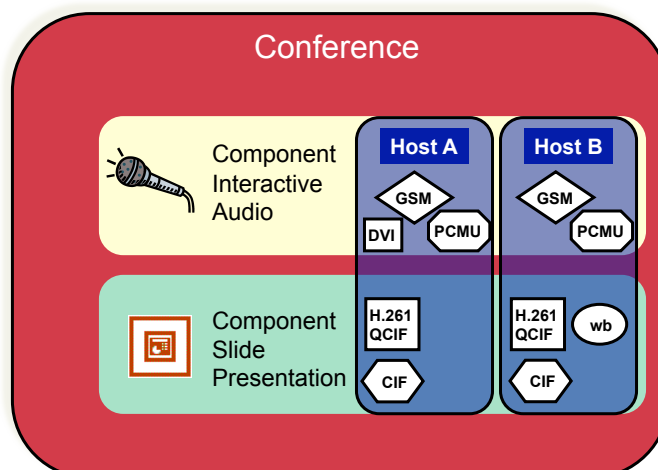 Conference
Component
Interactive
Audio
Host A
GSM
DVI
PCMU
Host B
GSM
PCMU
Component
Slide
Presentation
H.261
QCIF
CIF
H.261
QCIF
wb
CIF